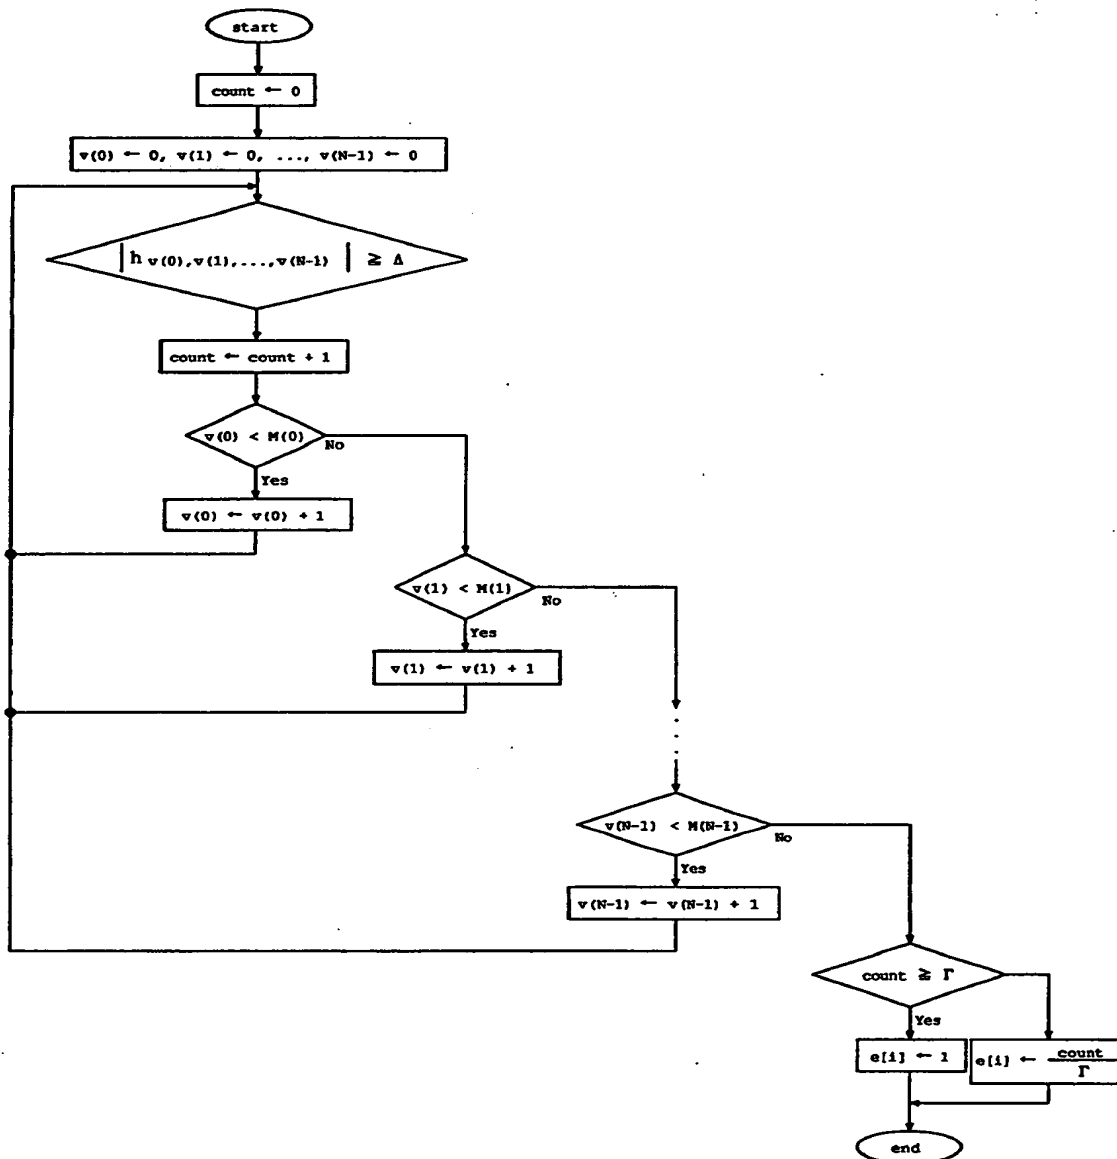 start
count ← 0
v(0) ← 0, v(1) ← 0, ..., v(N-1) ← 0
| h v(0),v(1),...,v(N-1) | ≧ Δ
count ← count + 1
v(0) < M(0)
No
Yes
v(0) ← v(0) + 1
v(1) < M(1)
No
Yes
v(1) ← v(1) + 1
v(N-1) < M(N-1)
No
Yes
v(N-1) ← v(N-1) + 1
count ≧ Γ
Yes
e[i] ← 1
e[i] ← count
Γ
end